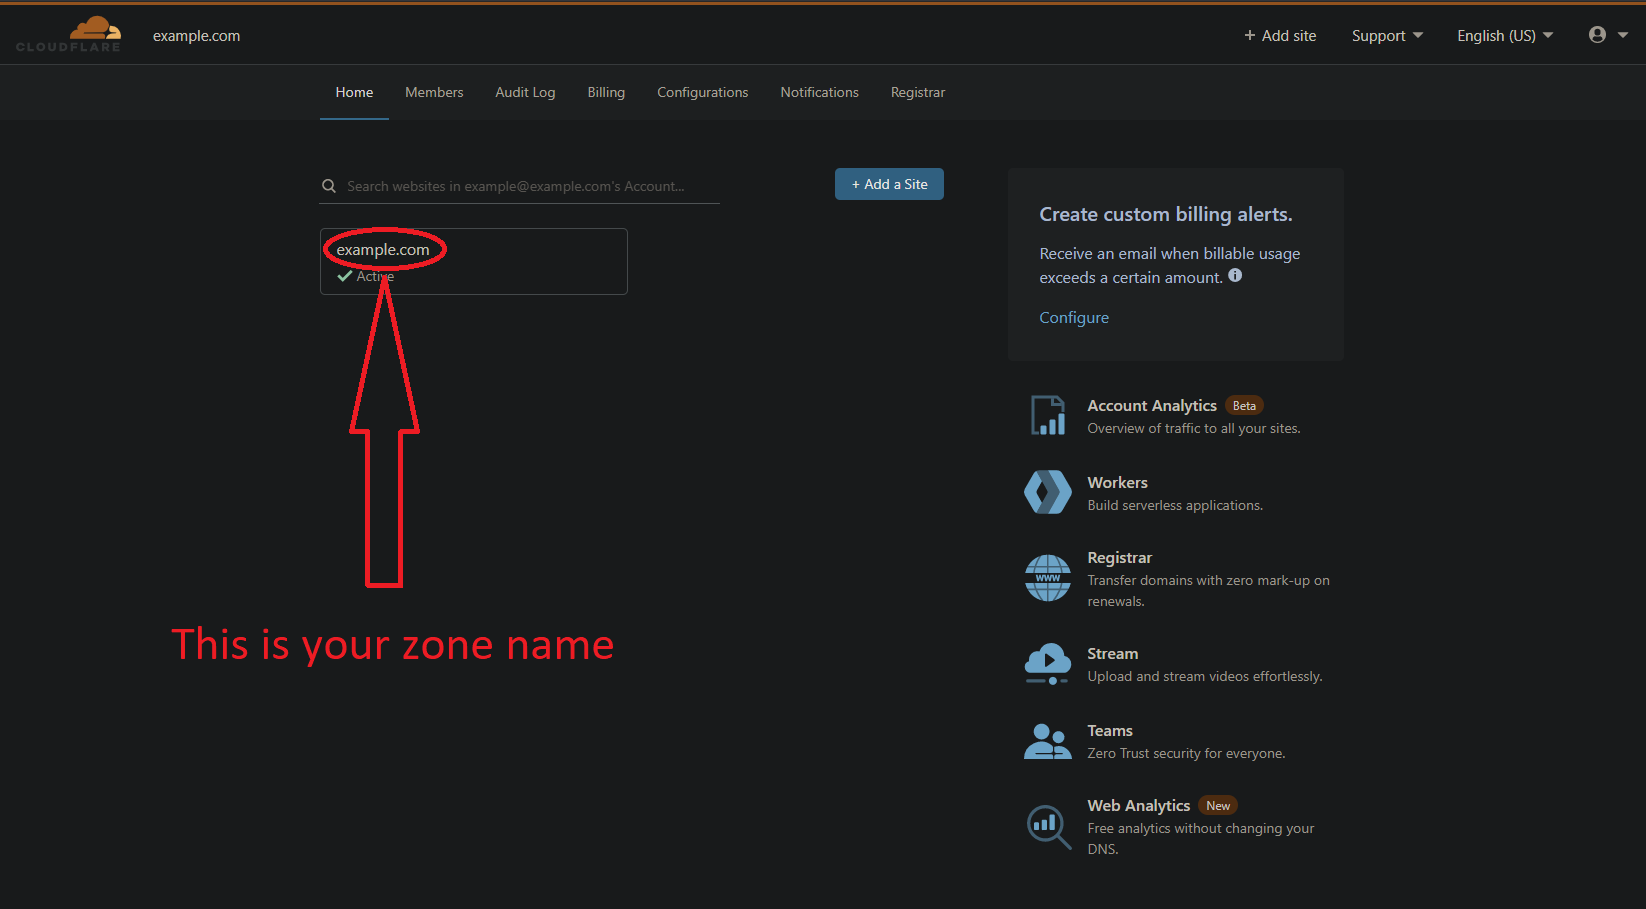 CLOUDFLARE
example.com
+ Add site
Support
English (US)
Home
Members
Audit Log
Billing
Configurations
Notifications
Registrar
Search websites in example@example.com's Account...
+ Add a Site
example.com
Active
This is your zone name
Create custom billing alerts.
Receive an email when billable usage
exceeds a certain amount.
Configure
Account Analytics Beta
Overview of traffic to all your sites.
Workers
Build serverless applications.
www
Registrar
Transfer domains with zero mark-up on
renewals.
Stream
Upload and stream videos effortlessly.
Teams
Zero Trust security for everyone.
Web Analytics New
Free analytics without changing your
DNS.